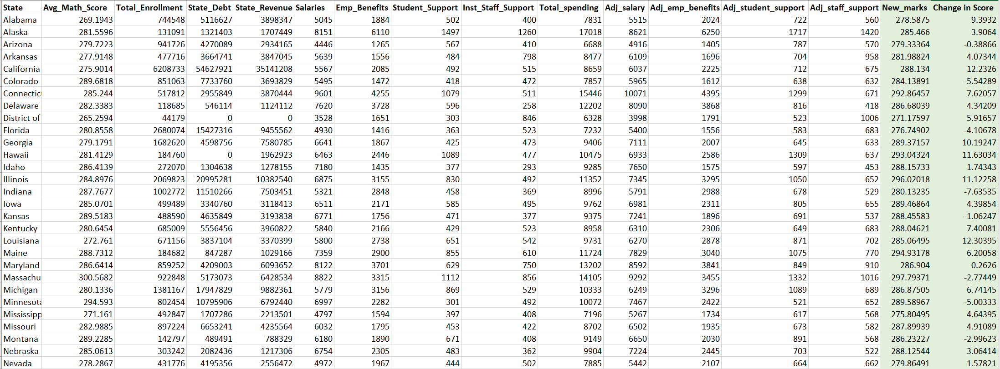 State Avg_Math_Score Total_Enrollment State_Debt State_Revenue Salaries Emp_Benefits Student_Support Inst_Staff_Support Total_spending Adj_salary Adj_emp_benefits Adj_student_support Adj_staff_support New_marks Change in Score
Alabama 269.1943 744548 5116627 3898347 5045 1884 502 400 7831 5515 2024 722 560 278.5875 9.3932
Alaska 281.5596 131091 1321403 1707449 8151 6110 1497 1260 17018 8621 6250 1717 1420 285.466 3.9064
Arizona 279.7223 941726 4270089 2934165 4446 1265 567 410 6688 4916 1405 787 570 279.33364 -0.38866
Arkansas 277.9148 477716 3664741 3847045 5639 1556 484 798 8477 6109 1696 704 958 281.98824 4.07344
California 275.9014 6208733 54627921 35141208 5567 2085 492 515 8659 6037 2225 712 675 288.134 12.2326
Colorado 289.6818 851063 7733760 3693829 5495 1472 418 472 7857 5965 1612 638 632 284.13891 -5.54289
Connectic 285.244 517812 2955849 3870444 9601 4255 1079 511 15446 10071 4395 1299 671 292.86457 7.62057
Delaware 282.3383 118685 546114 1124112 7620 3728 596 258 12202 8090 3868 816 418 286.68039 4.34209
District of 265.2594 44179 0 0 3528 1651 303 846 6328 3998 1791 523 1006 271.17597 5.91657
Florida 280.8558 2680074 15427316 9455562 4930 1416 363 523 7232 5400 1556 583 683 276.74902 -4.10678
Georgia 279.1791 1682620 4598756 7580785 6641 1867 425 473 9406 7111 2007 645 633 289.37157 10.19247
Hawaii 281.4129 184760 0 1962923 6463 2446 1089 477 10475 6933 2586 1309 637 293.04324 11.63034
Idaho 286.4139 272070 1304638 1278155 7180 1435 377 293 9285 7650 1575 597 453 288.15733 1.74343
Illinois 284.8976 2069823 20995281 10382540 6875 3155 830 492 11352 7345 3295 1050 652 296.02018 11.12258
Indiana 287.7677 1002772 11510266 7503451 5321 2848 458 369 8996 5791 2988 678 529 280.13235 -7.63535
Iowa 285.0701 499489 3340760 3118413 6511 2171 585 495 9762 6981 2311 805 655 289.46864 4.39854
Kansas 289.5183 488590 4635849 3193838 6771 1756 471 377 9375 7241 1896 691 537 288.45583 -1.06247
Kentucky 280.6454 685009 5556456 3960822 5840 2166 429 523 8958 6310 2306 649 683 288.04621 7.40081
Louisiana 272.761 671156 3837104 3370399 5800 2738 651 542 9731 6270 2878 871 702 285.06495 12.30395
Maine 288.7312 184682 847287 1029166 7359 2900 855 610 11724 7829 3040 1075 770 294.93178 6.20058
Maryland 286.6414 859252 4209003 6093652 8122 3701 629 750 13202 8592 3841 849 910 286.904 0.2626
Massachu 300.5682 922848 5173073 6428534 8822 3315 1112 856 14105 9292 3455 1332 1016 297.79371 -2.77449
Michigan 280.1336 1381167 17947829 9882361 5779 3156 869 529 10333 6249 3296 1089 689 286.87505 6.74145
Minnesota 294.593 802454 10795906 6792440 6997 2282 301 492 10072 7467 2422 521 652 289.58967 -5.00333
Mississipp 271.161 492847 1707286 2213501 4797 1594 397 408 7196 5267 1734 617 568 275.80495 4.64395
Missouri 282.9885 897224 6653241 4235564 6032 1795 453 422 8702 6502 1935 673 582 287.89939 4.91089
Montana 289.2285 142797 489491 788329 6180 1890 671 408 9149 6650 2030 891 568 286.23227 -2.99623
Nebraska 285.0613 303242 2082436 1217306 6754 2305 483 362 9904 7224 2445 703 522 288.12544 3.06414
Nevada 278.2867 431776 4195356 2556472 4972 1967 444 502 7885 5442 2107 664 662 279.86491 1.57821